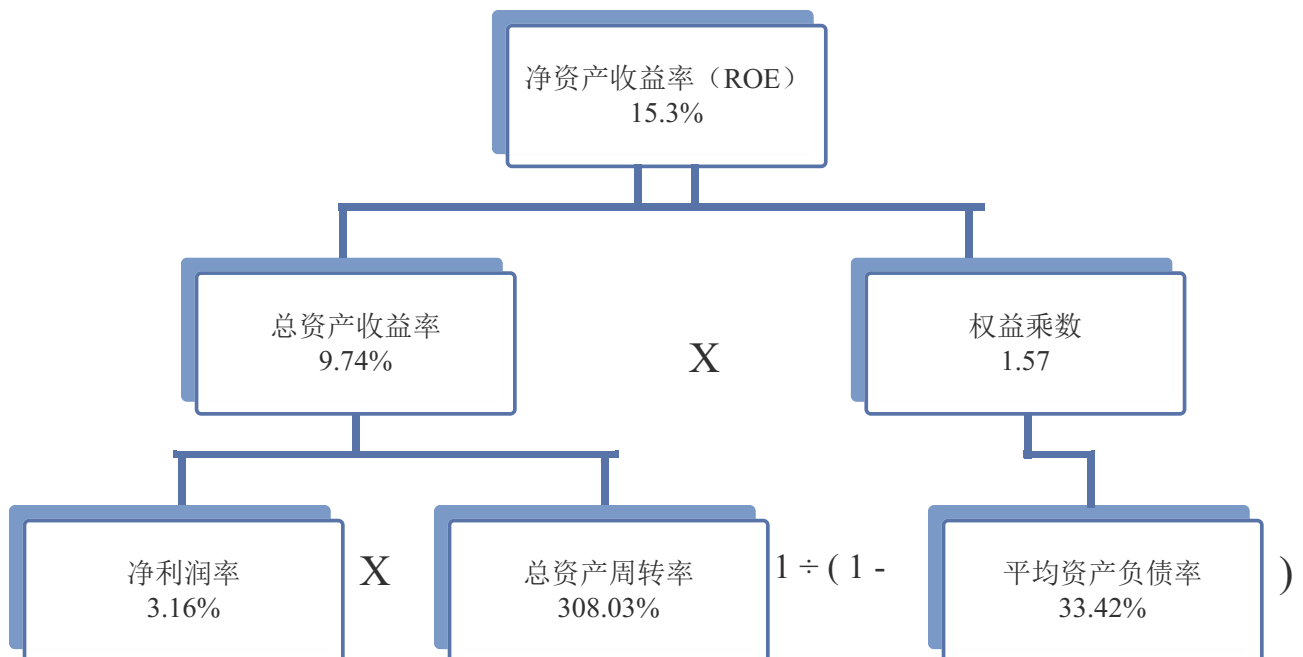 净资产收益率（ROE）
15.3%
总资产收益率
9.74%
X
权益乘数
1.57
净利润率
3.16%
X
总资产周转率
308.03%
1 ÷ ( 1 -
平均资产负债率
33.42%
)